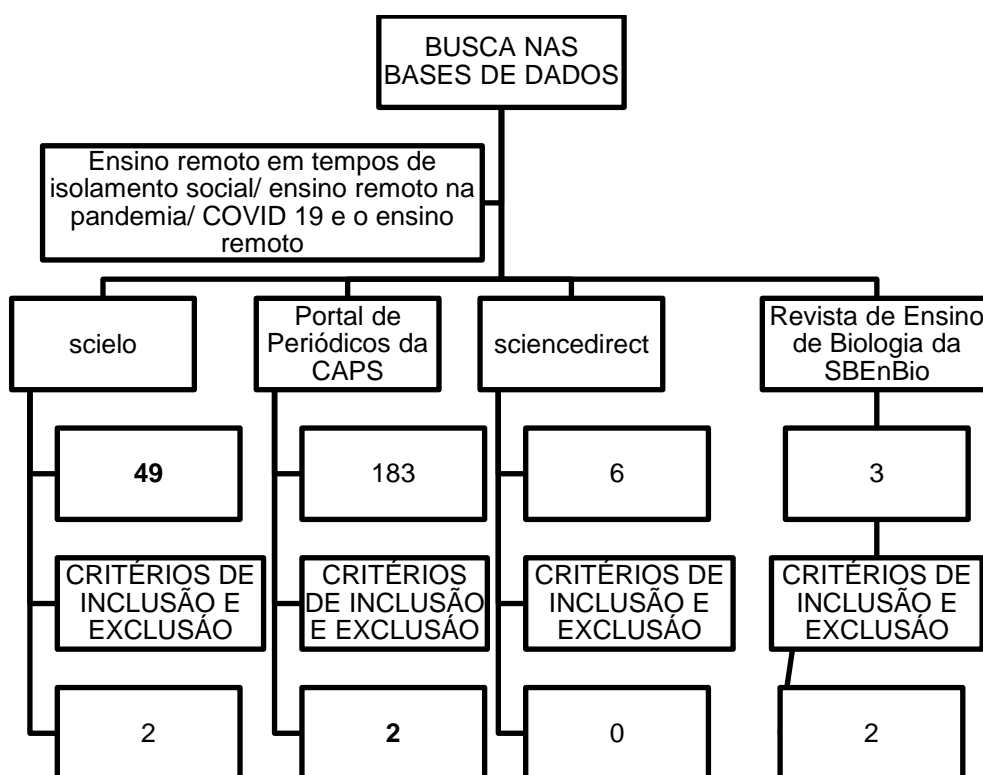 BUSCA NAS
BASES DE DADOS
Ensino remoto em tempos de
isolamento social/ ensino remoto na
pandemia/ COVID 19 e o ensino
remoto
scielo
Portal de
Periódicos da
CAPS
sciencedirect
Revista de Ensino
de Biologia da
SBEnBio
49
183
6
3
CRITÉRIOS DE
INCLUSÃO E
EXCLUSÁO
CRITÉRIOS
DE INCLUSÃO
E EXCLUSÁO
CRITÉRIOS DE
INCLUSÃO E
EXCLUSÁO
CRITÉRIOS DE
INCLUSÃO E
EXCLUSÁO
2
2
0
2